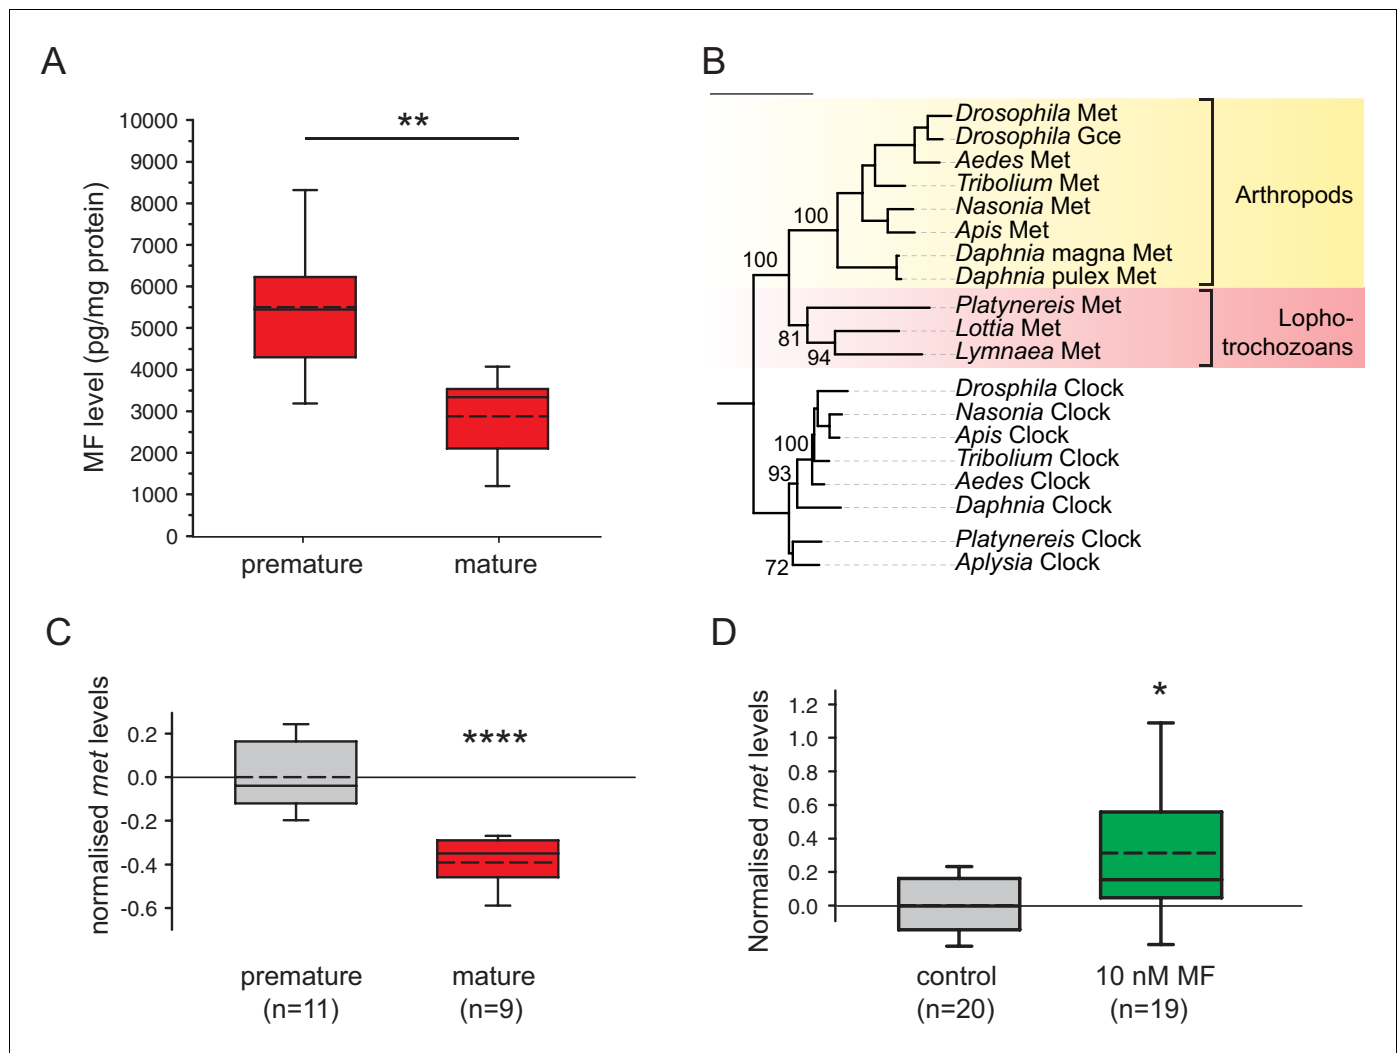 A
MF level (pg/mg protein)
10000
9000
8000
7000
6000
5000
4000
3000
2000
1000
0
**
premature
mature
B
Drosophila Met
Drosophila Gce
Aedes Met
Tribolium Met
Nasonia Met
Apis Met
Daphnia magna Met
Daphnia pulex Met
Platynereis Met
Lottia Met
Lymnaea Met
Drosphila Clock
Nasonia Clock
Apis Clock
Tribolium Clock
Aedes Clock
Daphnia Clock
Platynereis Clock
Aplysia Clock
100
100
81
94
100
93
72
Arthropods
Lopho-
trochozoans
C
normalised met levels
0.2
0.0
-0.2
-0.4
-0.6
****
premature
(n=11)
mature
(n=9)
D
Normalised met levels
1.2
1.0
0.8
0.6
0.4
0.2
0.0
*
control
(n=20)
10 nM MF
(n=19)